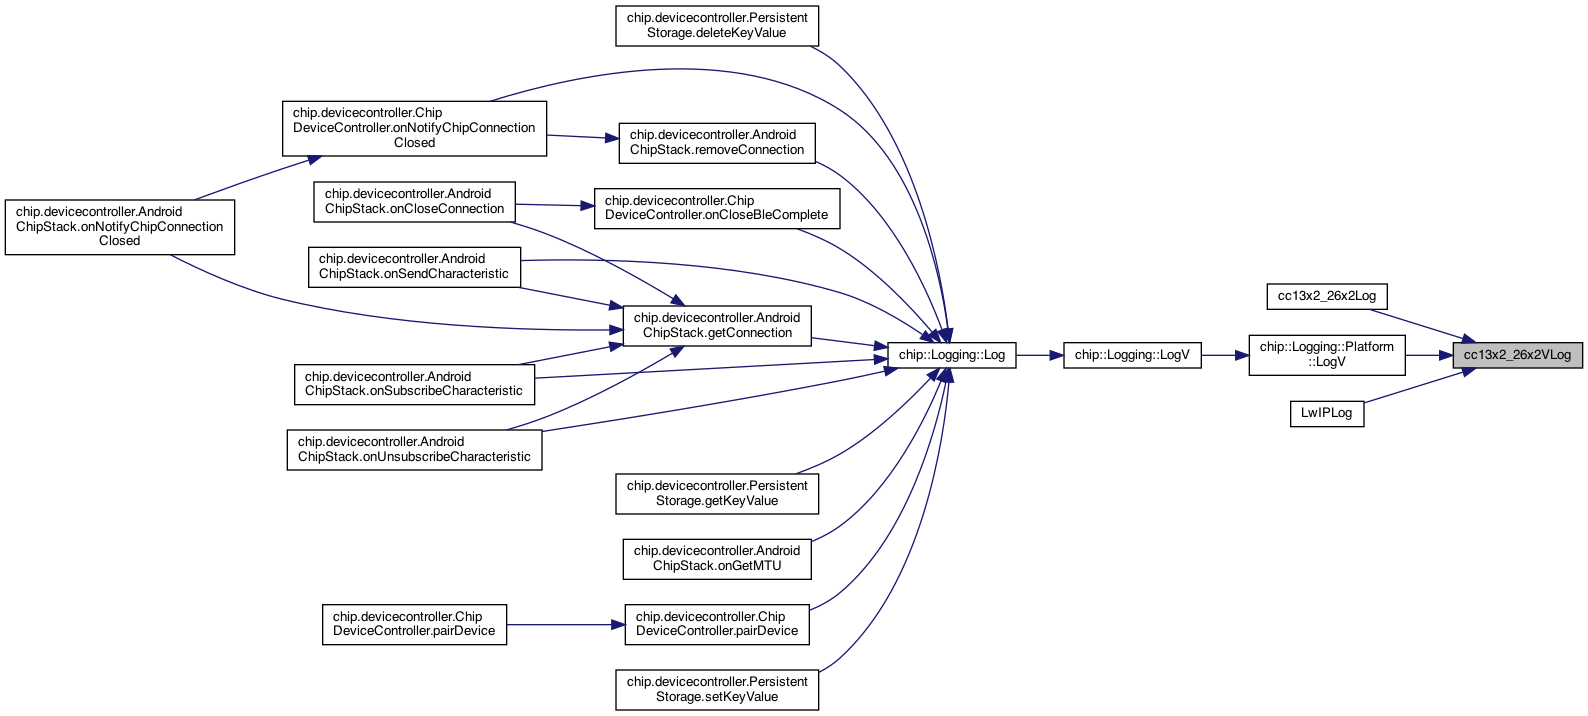 chip.devicecontroller.Persistent
Storage.deleteKeyValue
chip.devicecontroller.Chip
DeviceController.onNotifyChipConnection
Closed
chip.devicecontroller.Android
ChipStack.removeConnection
chip.devicecontroller.Android
ChipStack.onCloseConnection
chip.devicecontroller.Chip
DeviceController.onCloseBleComplete
chip.devicecontroller.Android
ChipStack.onNotifyChipConnection
Closed
chip.devicecontroller.Android
ChipStack.onSendCharacteristic
chip.devicecontroller.Android
ChipStack.getConnection
cc13x2_26x2Log
chip::Logging::Log
chip::Logging::LogV
chip::Logging::Platform
::LogV
cc13x2_26x2VLog
chip.devicecontroller.Android
ChipStack.onSubscribeCharacteristic
LwIPLog
chip.devicecontroller.Android
ChipStack.onUnsubscribeCharacteristic
chip.devicecontroller.Persistent
Storage.getKeyValue
chip.devicecontroller.Android
ChipStack.onGetMTU
chip.devicecontroller.Chip
DeviceController.pairDevice
chip.devicecontroller.Chip
DeviceController.pairDevice
chip.devicecontroller.Persistent
Storage.setKeyValue